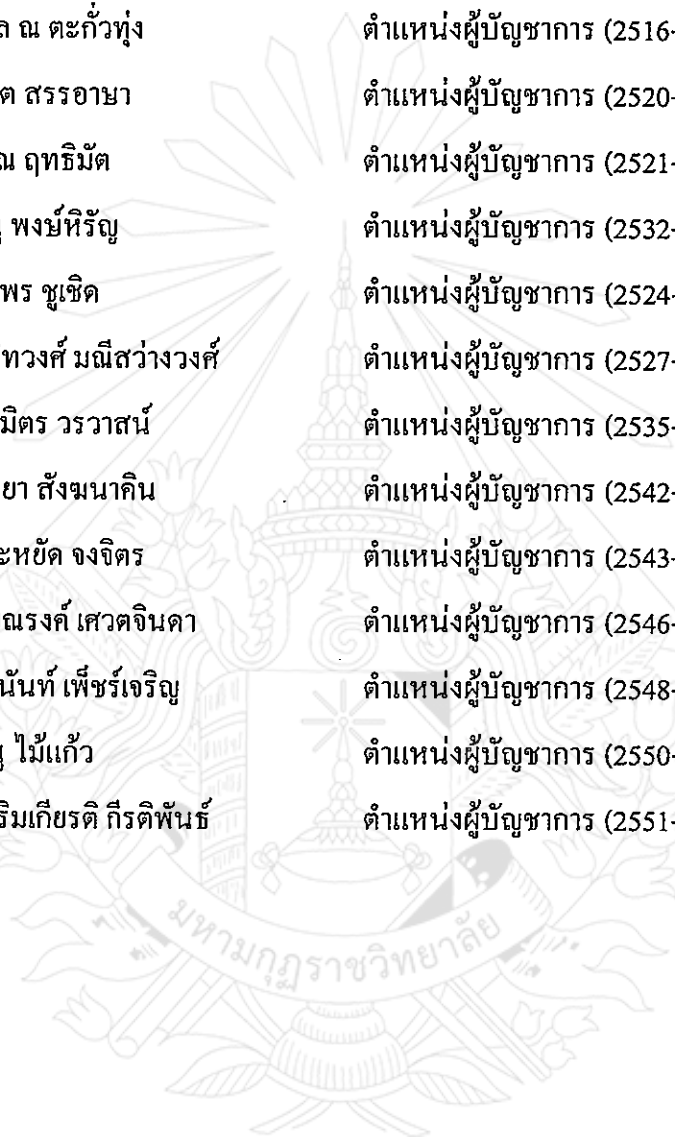 ล ณ ตะกั่วทุ่ง ตำแหน่งผู้บัญชาการ (2516-
ต สรรอาษา ตำแหน่งผู้บัญชาการ (2520-
ณ ฤทธิมัต ตำแหน่งผู้บัญชาการ (2521-
พงษ์หิรัญ ตำแหน่งผู้บัญชาการ (2532-
พร ชูเชิด ตำแหน่งผู้บัญชาการ (2524-
ทวงศ์ มณีสว่างวงศ์ ตำแหน่งผู้บัญชาการ (2527-
มิตร วรวาสน์ ตำแหน่งผู้บัญชาการ (2535-
ยา สังฆนาคิน ตำแหน่งผู้บัญชาการ (2542-
ะหยัด จงจิตร ตำแหน่งผู้บัญชาการ (2543-
ณรงค์ เศวตจินดา ตำแหน่งผู้บัญชาการ (2546-
นันท์ เพ็ชร์เจริญ ตำแหน่งผู้บัญชาการ (2548-
ไม้แก้ว ตำแหน่งผู้บัญชาการ (2550-
ริมเกียรติ กีรติพันธ์ ตำแหน่งผู้บัญชาการ (2551-
มหามกุฏราชวิทยาลัย